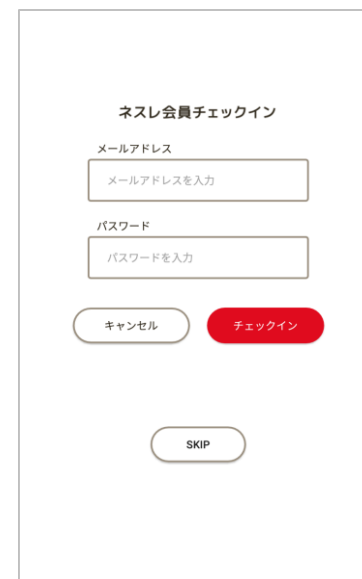 ネスレ会員チェックイン
メールアドレス
メールアドレスを入力
パスワード
パスワードを入力
キャンセル
チェックイン
SKIP